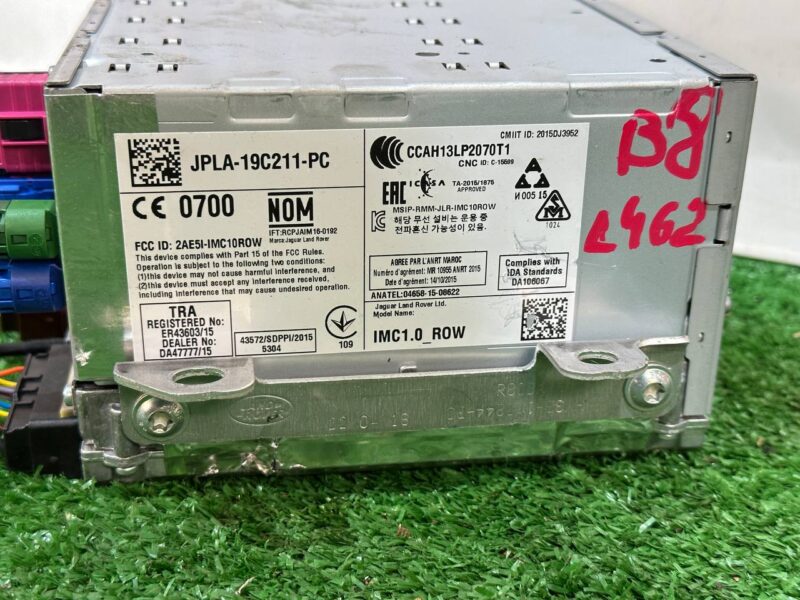 JPLA-19C211-PC
CE 0700
NOM
IFT:RCPJAIM16-0192
Marca:Jaguar Land Rover
FCC ID: 2AE5I-IMC10ROW
This device complies with Part 15 of the FCC Rules.
Operation is subject to the following two conditions:
(1)this device may not cause harmful interference, and
(2)this device must accept any interference received,
including interference that may cause undesired operation.
TRA
REGISTERED No:
ER43603/15
DEALER No:
DA47777/15
43572/SDPPI/2015
5304
109
CMIIT ID: 2015DJ3952
CCAH13LP2070T1
CNC ID: C-15599
EAC
ICASA
TA-2015/1875
APPROVED
И 005 15
MSIP-RMM-JLR-IMC10ROW
해당 무선 설비는 운용 중
전파혼신 가능성이 있음.
1024
AGREE PAR L'ANRT MAROC
Numéro d'agrément: MR 10955 ANRT 2015
Date d'agrément: 14/10/2015
Complies with
IDA Standards
DA106067
ANATEL:04658-15-06622
Jaguar Land Rover Ltd.
Model Name:
IMC1.0_ROW
B8
2462